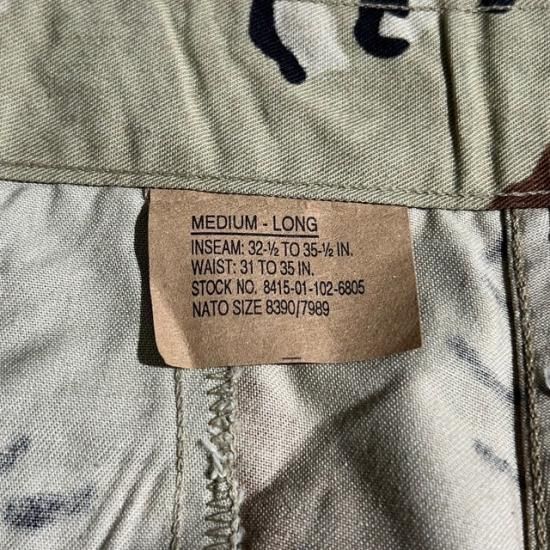 MEDIUM - LONG
INSEAM: 32-½ TO 35-½ IN.
WAIST: 31 TO 35 IN.
STOCK NO. 8415-01-102-6805
NATO SIZE 8390/7989